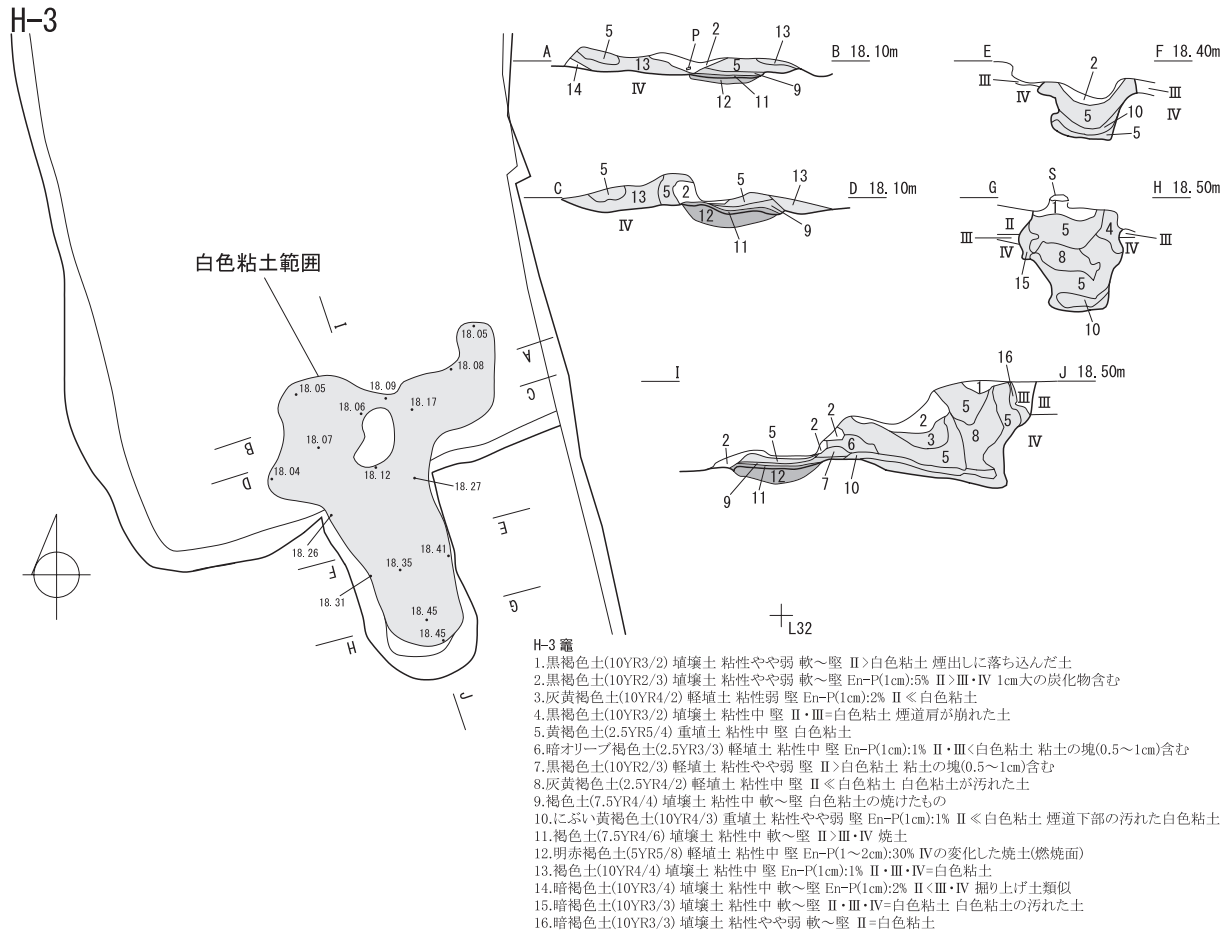 H-3
A
5
13
P
2
5
13
B 18.10m
14
IV
12
11
9
E
F 18.40m
III
IV
2
5
10
5
III
IV
C
5
13
5
2
5
13
D 18.10m
IV
12
11
9
G
S
H 18.50m
1
II
5
4
III
IV
8
III
IV
15
5
10
白色粘土範囲
I
18.05
18.08
A
18.05
18.09
18.06
18.17
C
B
18.07
18.04
D
18.12
18.27
E
18.26
F
18.41
18.35
18.31
G
18.45
H
18.45
J
I
16
J 18.50m
1
III
III
2
5
5
2
2
5
2
6
3
8
IV
5
12
9
11
7
10
L32
H-3 竈
1.黒褐色土(10YR3/2) 埴壌土 粘性やや弱 軟～堅 Ⅱ>白色粘土 煙出しに落ち込んだ土
2.黒褐色土(10YR2/3) 埴壌土 粘性やや弱 軟～堅 En-P(1cm):5% Ⅱ>Ⅲ・Ⅳ 1cm大の炭化物含む
3.灰黄褐色土(10YR4/2) 軽埴土 粘性弱 堅 En-P(1cm):2% Ⅱ≪白色粘土
4.黒褐色土(10YR3/2) 埴壌土 粘性中 堅 Ⅱ・Ⅲ=白色粘土 煙道肩が崩れた土
5.黄褐色土(2.5YR5/4) 重埴土 粘性中 堅 白色粘土
6.暗オリーブ褐色土(2.5YR3/3) 軽埴土 粘性中 堅 En-P(1cm):1% Ⅱ・Ⅲ<白色粘土 粘土の塊(0.5～1cm)含む
7.黒褐色土(10YR2/3) 軽埴土 粘性やや弱 堅 Ⅱ>白色粘土 粘土の塊(0.5～1cm)含む
8.灰黄褐色土(2.5YR4/2) 軽埴土 粘性中 堅 Ⅱ≪白色粘土 白色粘土が汚れた土
9.褐色土(7.5YR4/4) 埴壌土 粘性中 軟～堅 白色粘土の焼けたもの
10.にぶい黄褐色土(10YR4/3) 重埴土 粘性やや弱 堅 En-P(1cm):1% Ⅱ≪白色粘土 煙道下部の汚れた白色粘土
11.褐色土(7.5YR4/6) 埴壌土 粘性中 軟～堅 Ⅱ>Ⅲ・Ⅳ 焼土
12.明赤褐色土(5YR5/8) 軽埴土 粘性中 堅 En-P(1～2cm):30% Ⅳの変化した焼土(燃焼面)
13.褐色土(10YR4/4) 埴壌土 粘性中 堅 En-P(1cm):1% Ⅱ・Ⅲ・Ⅳ=白色粘土
14.暗褐色土(10YR3/4) 埴壌土 粘性中 軟～堅 En-P(1cm):2% Ⅱ<Ⅲ・Ⅳ 掘り上げ土類似
15.暗褐色土(10YR3/3) 埴壌土 粘性中 軟～堅 Ⅱ・Ⅲ・Ⅳ=白色粘土 白色粘土の汚れた土
16.暗褐色土(10YR3/3) 埴壌土 粘性やや弱 軟～堅 Ⅱ=白色粘土